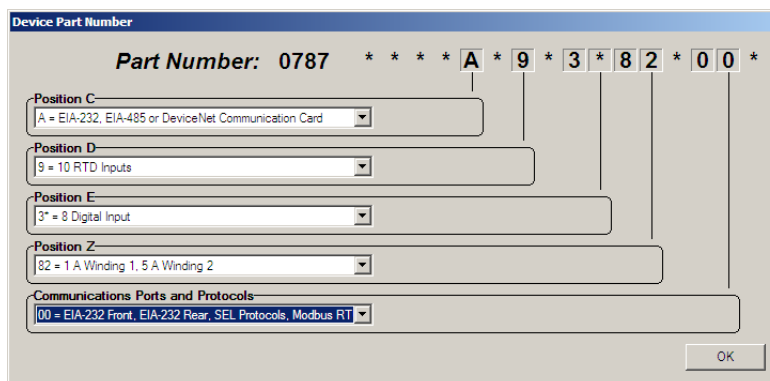 Device Part Number
Part Number: 0787 * * * * A * 9 * 3 * 8 2 * 0 0 *
Position C
A = EIA-232, EIA-485 or DeviceNet Communication Card
Position D
9 = 10 RTD Inputs
Position E
3* = 8 Digital Input
Position Z
82 = 1 A Winding 1, 5 A Winding 2
Communications Ports and Protocols
00 = EIA-232 Front, EIA-232 Rear, SEL Protocols, Modbus RT
OK